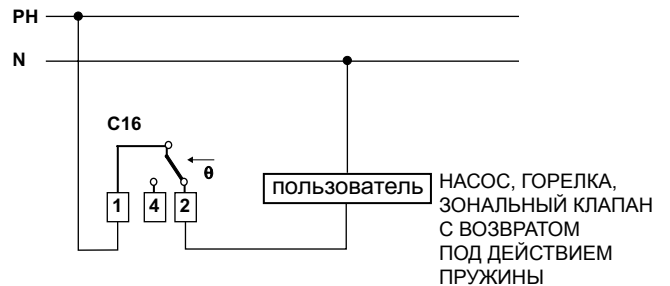 PH
N
C16
θ
1 4 2
пользователь
НАСОС, ГОРЕЛКА,
ЗОНАЛЬНЫЙ КЛАПАН
С ВОЗВРАТОМ
ПОД ДЕЙСТВИЕМ
ПРУЖИНЫ